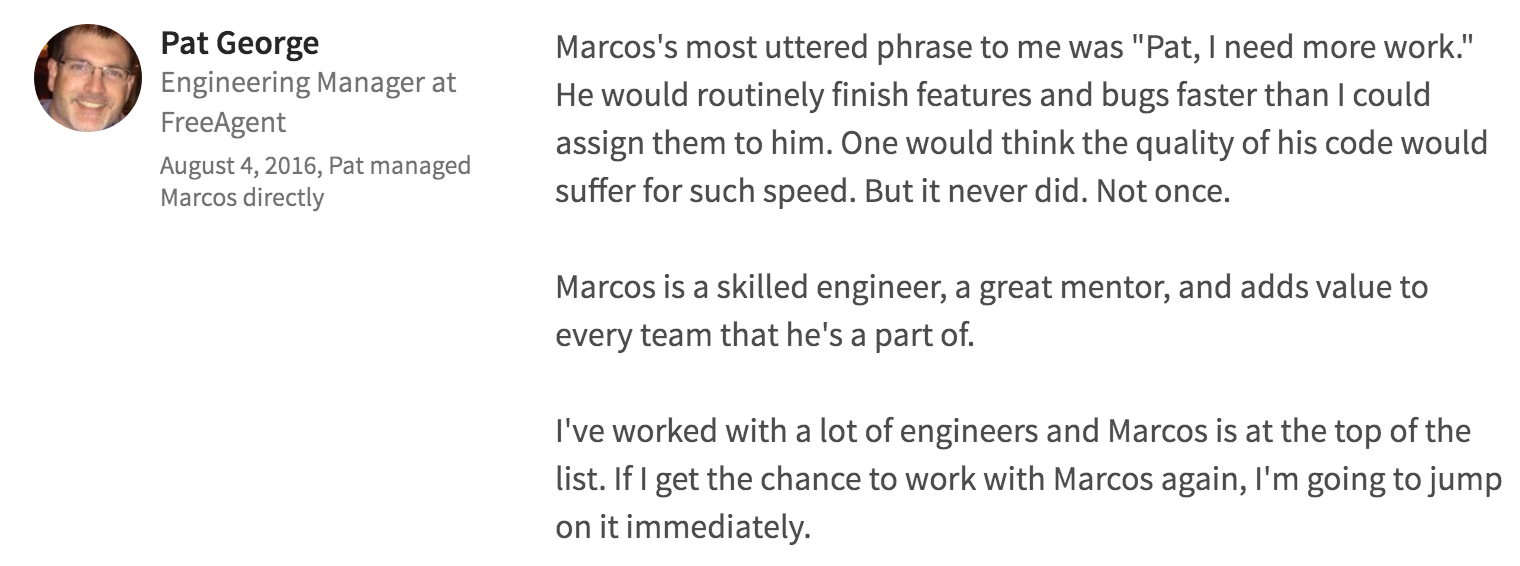 Pat George
Engineering Manager at
FreeAgent
August 4, 2016, Pat managed
Marcos directly
Marcos's most uttered phrase to me was "Pat, I need more work."
He would routinely finish features and bugs faster than I could
assign them to him. One would think the quality of his code would
suffer for such speed. But it never did. Not once.
Marcos is a skilled engineer, a great mentor, and adds value to
every team that he's a part of.
I've worked with a lot of engineers and Marcos is at the top of the
list. If I get the chance to work with Marcos again, I'm going to jump
on it immediately.